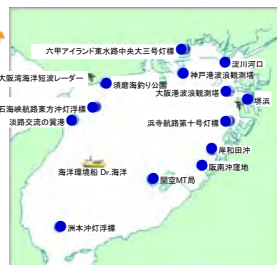 六甲アイランド東水路中央大三号灯標
淀川河口
大阪湾海洋短波レーダー
神戸港波浪観測塔
須磨海釣り公園
大阪港波浪観測塔
堺浜
石海峡航路東方沖灯浮標
淡路交流の翼港
浜寺航路第十号灯標
岸和田沖
海洋環境船 Dr.海洋
阪南沖窪地
関空MT局
洲本沖灯浮標